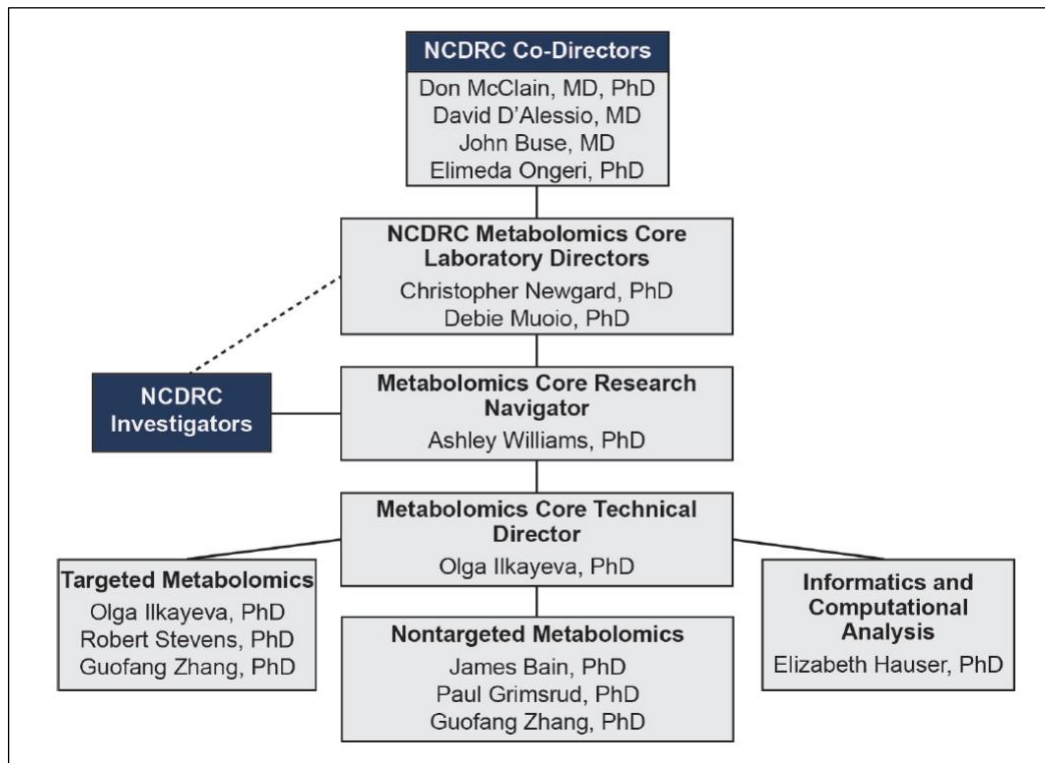 NCDRC Co-Directors
Don McClain, MD, PhD
David D’Alessio, MD
John Buse, MD
Elimeda Ongeri, PhD
NCDRC Metabolomics Core
Laboratory Directors
Christopher Newgard, PhD
Debie Muoio, PhD
NCDRC
Investigators
Metabolomics Core Research
Navigator
Ashley Williams, PhD
Metabolomics Core Technical
Director
Olga Ilkayeva, PhD
Targeted Metabolomics
Olga Ilkayeva, PhD
Robert Stevens, PhD
Guofang Zhang, PhD
Nontargeted Metabolomics
James Bain, PhD
Paul Grimsrud, PhD
Guofang Zhang, PhD
Informatics and
Computational
Analysis
Elizabeth Hauser, PhD